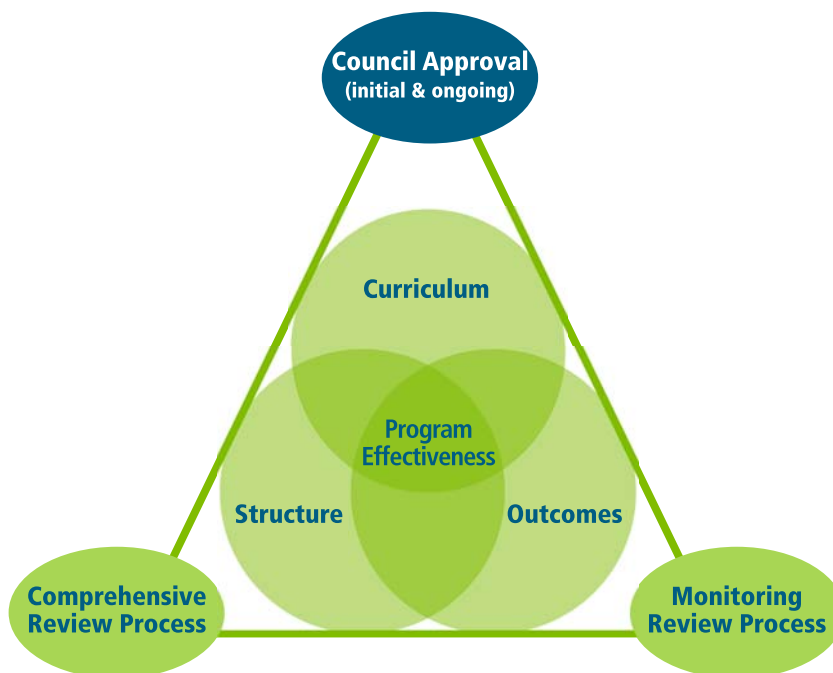 Council Approval
(initial & ongoing)
Curriculum
Program
Effectiveness
Structure
Outcomes
Comprehensive
Review Process
Monitoring
Review Process